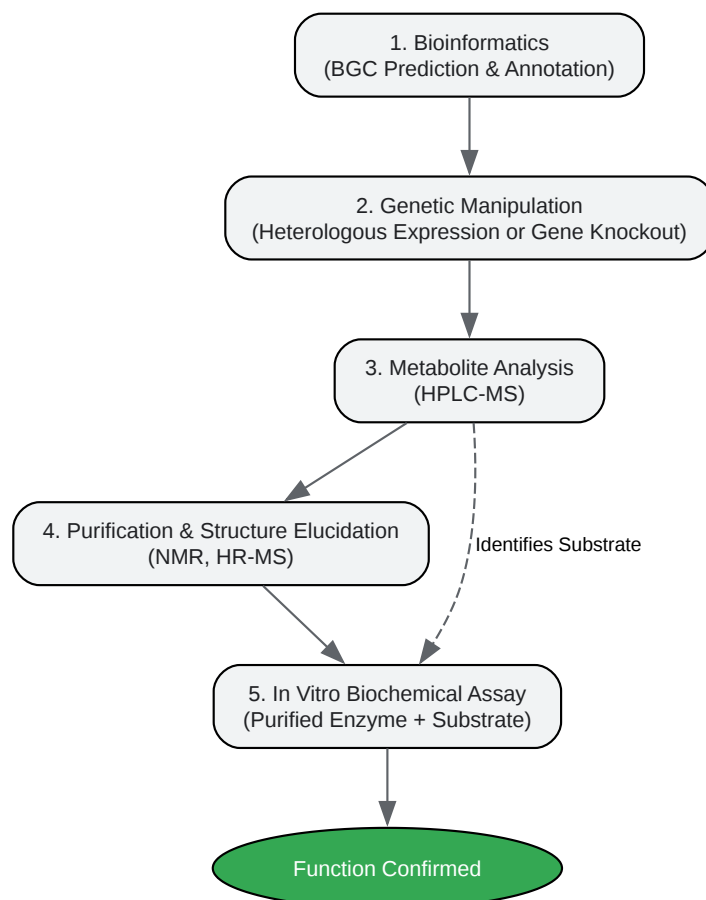 1. Bioinformatics
(BGC Prediction & Annotation)
2. Genetic Manipulation
(Heterologous Expression or Gene Knockout)
3. Metabolite Analysis
(HPLC-MS)
4. Purification & Structure Elucidation
(NMR, HR-MS)
Identifies Substrate
5. In Vitro Biochemical Assay
(Purified Enzyme + Substrate)
Function Confirmed